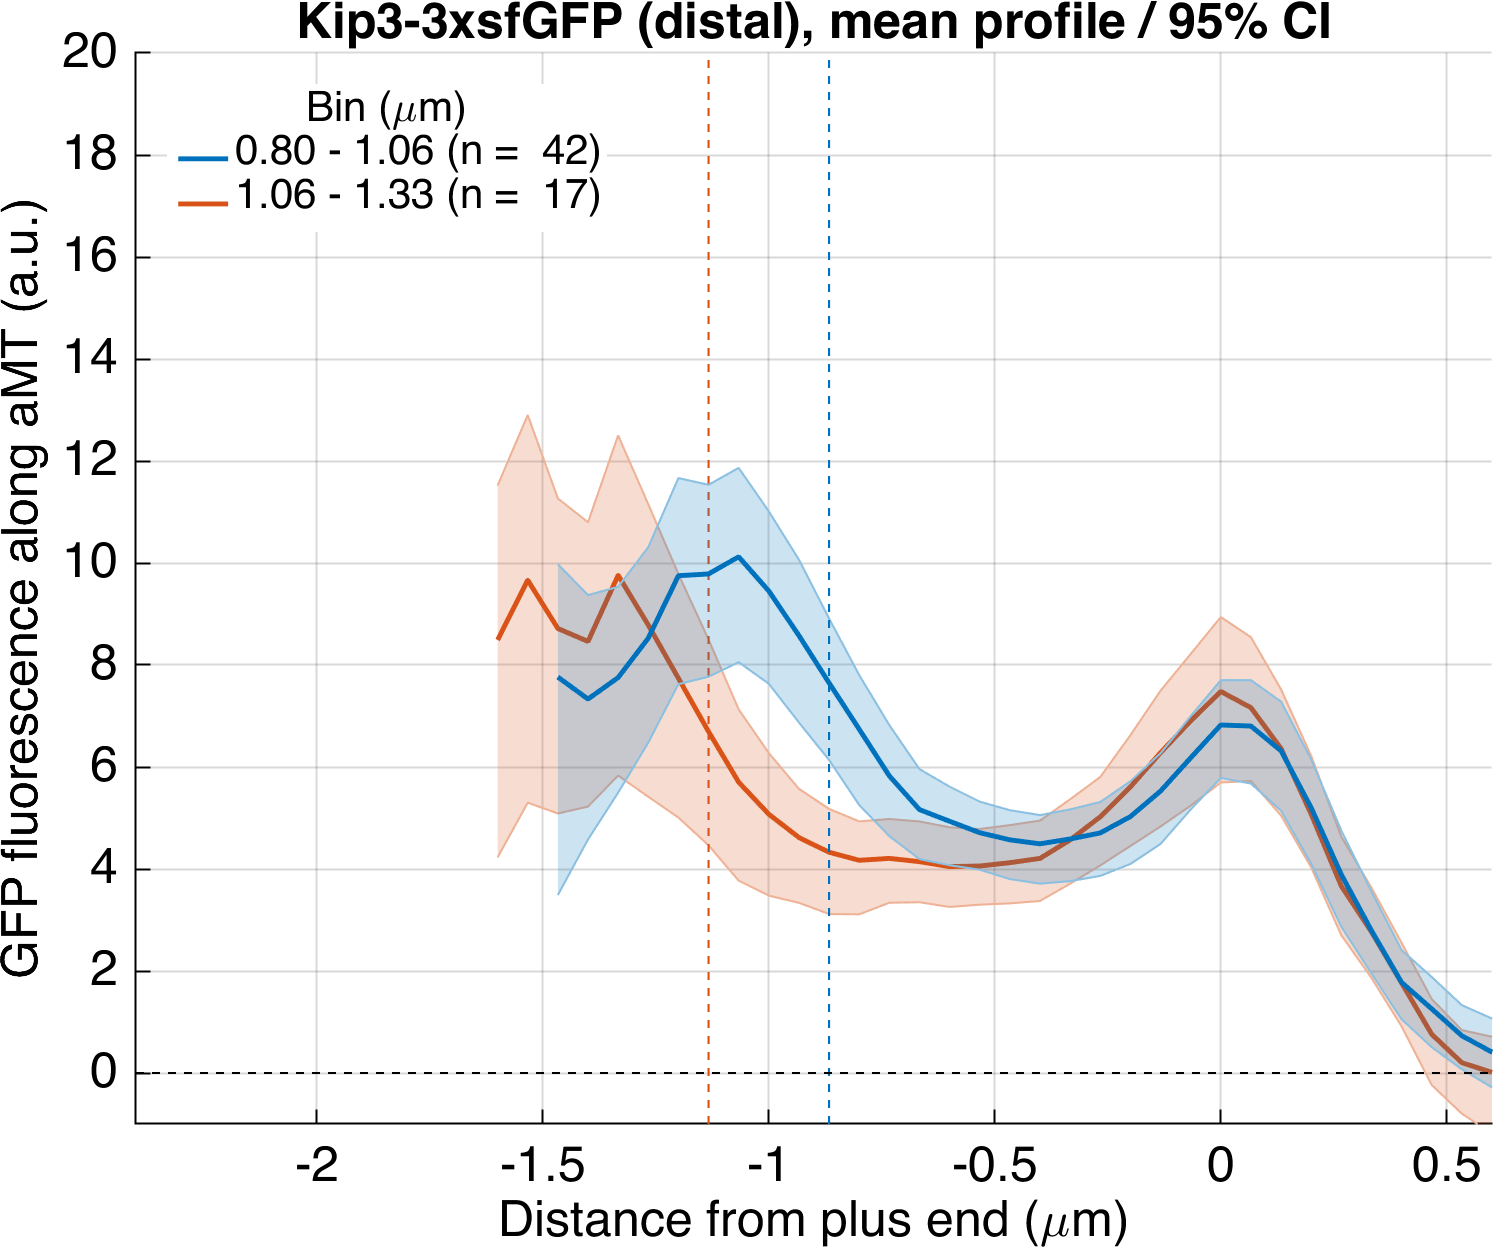 Kip3-3xsfGFP (distal), mean profile / 95% CI
GFP fluorescence along aMT (a.u.)
20
18
16
14
12
10
8
6
4
2
0
Bin (μm)
0.80 - 1.06 (n = 42)
1.06 - 1.33 (n = 17)
-2 -1.5 -1 -0.5 0 0.5
Distance from plus end (μm)